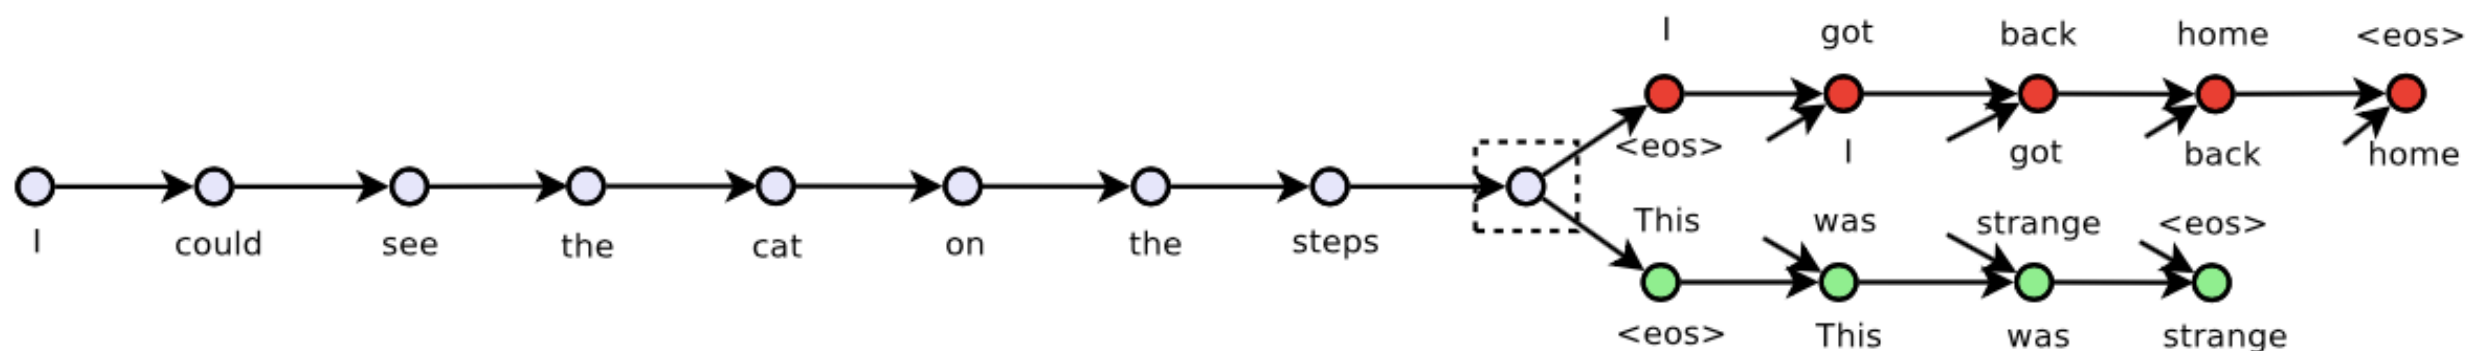 I got back home <eos>
<eos> I got back home
I could see the cat on the steps
This was strange <eos>
<eos> This was strange